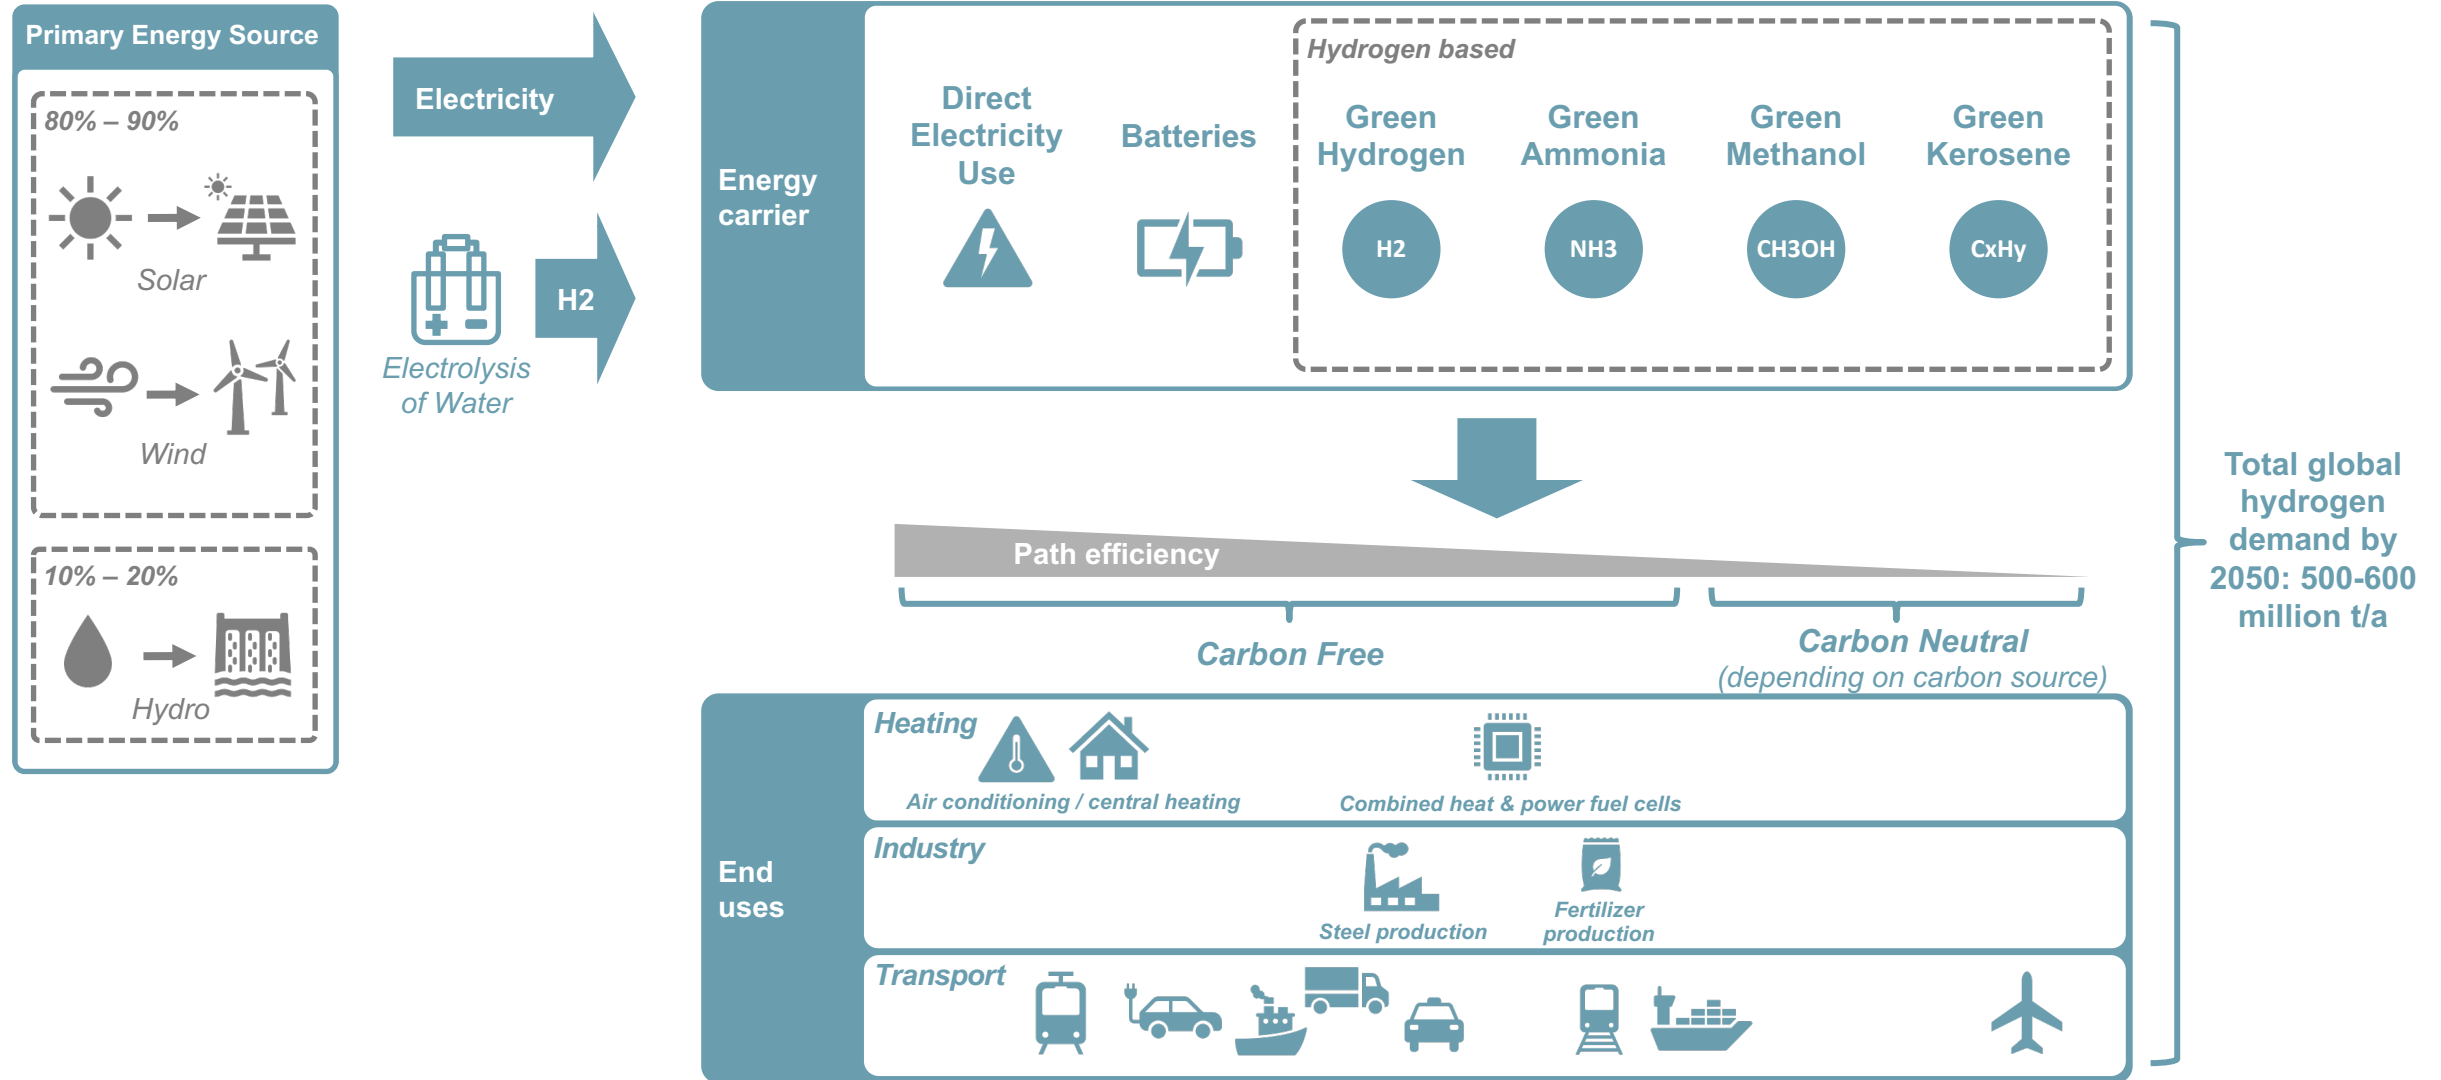 Primary Energy Source
80% – 90%
Solar
Wind
10% – 20%
Hydro
Electricity
H2
Electrolysis
of Water
Energy
carrier
Direct
Electricity
Use
Batteries
Hydrogen based
Green
Hydrogen
H2
Green
Ammonia
NH3
Green
Methanol
CH3OH
Green
Kerosene
CxHy
Path efficiency
Carbon Free
Carbon Neutral
(depending on carbon source)
End
uses
Heating
Air conditioning / central heating
Combined heat & power fuel cells
Industry
Steel production
Fertilizer
production
Transport
Total global
hydrogen
demand by
2050: 500-600
million t/a